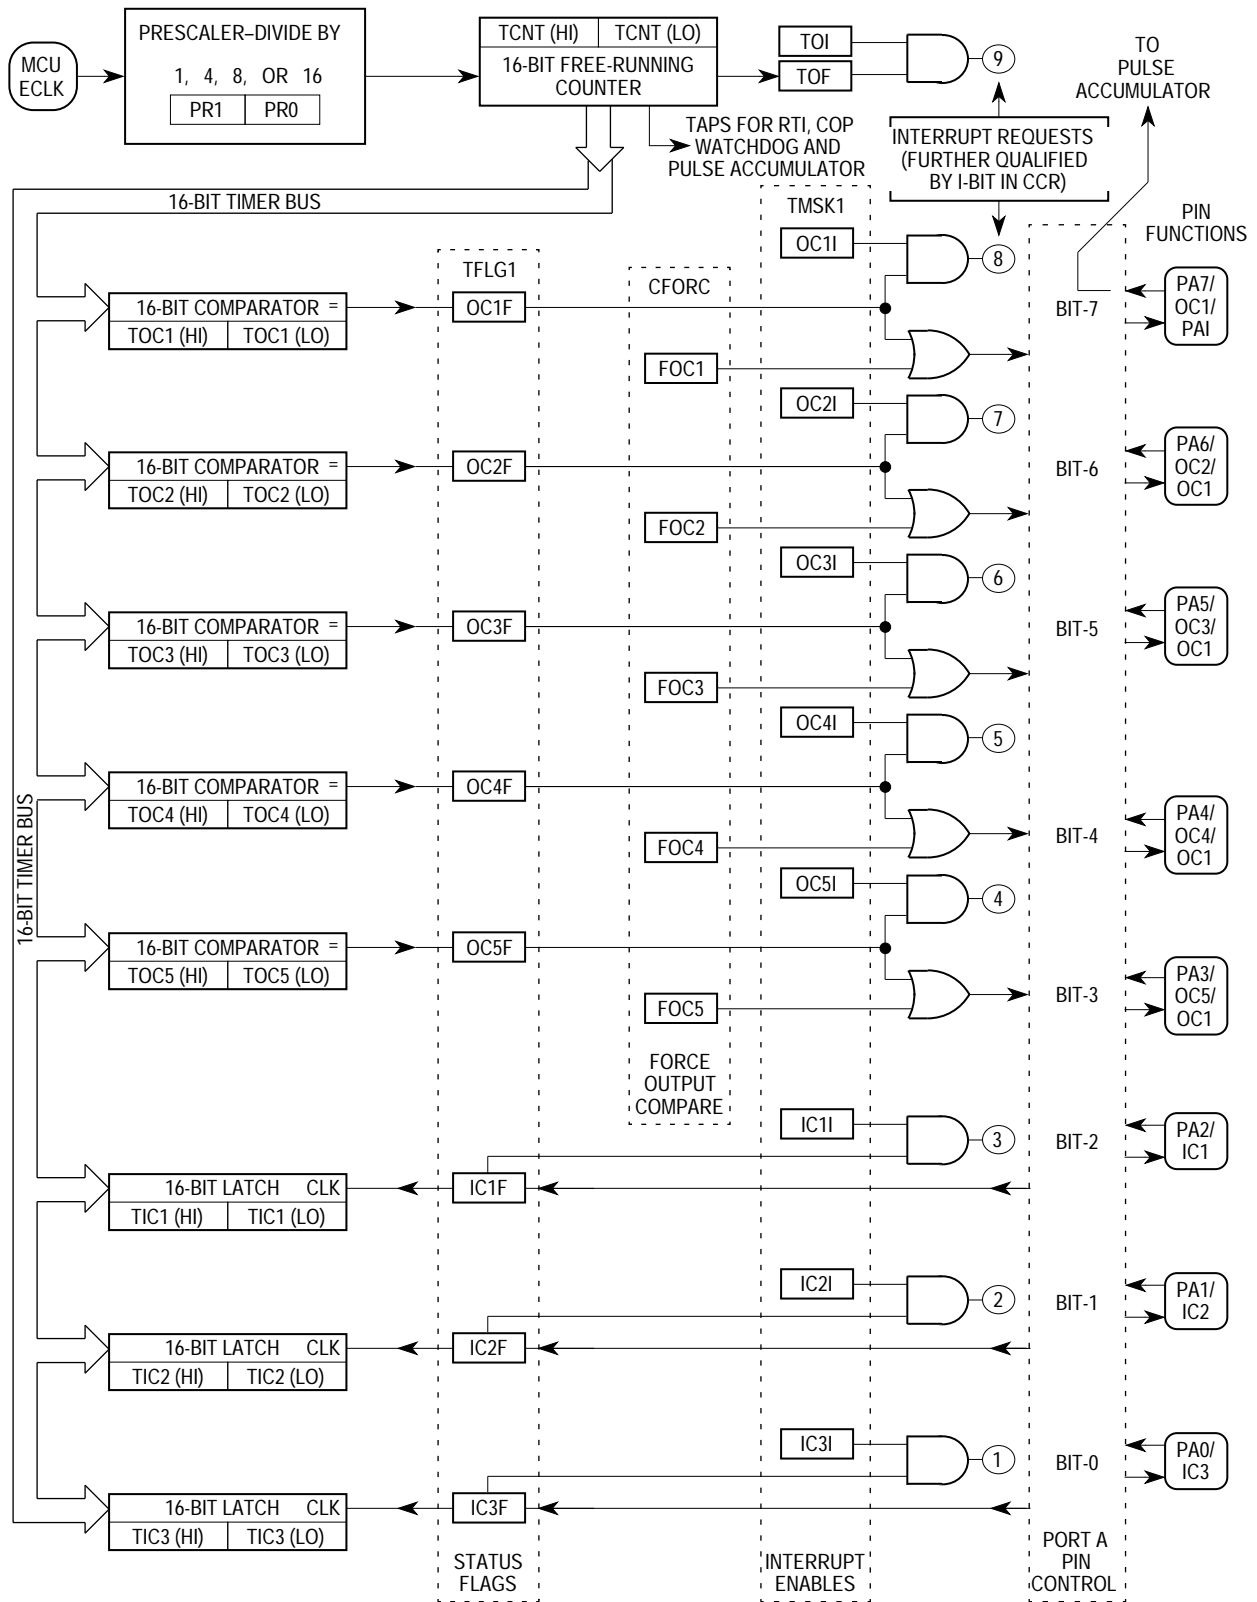 MCU
ECLK
PRESCALER–DIVIDE BY
1, 4, 8, OR 16
PR1 PR0
TCNT (HI) TCNT (LO)
16-BIT FREE-RUNNING
COUNTER
TOI
TOF
9
TO
PULSE
ACCUMULATOR
TAPS FOR RTI, COP
WATCHDOG AND
PULSE ACCUMULATOR
INTERRUPT REQUESTS
(FURTHER QUALIFIED
BY I-BIT IN CCR)
16-BIT TIMER BUS
TMSK1
PIN
FUNCTIONS
OC1I
8
TFLG1
CFORC
16-BIT COMPARATOR =
TOC1 (HI) TOC1 (LO)
OC1F
BIT-7
PA7/
OC1/
PAI
FOC1
OC2I
7
16-BIT COMPARATOR =
TOC2 (HI) TOC2 (LO)
OC2F
BIT-6
PA6/
OC2/
OC1
FOC2
OC3I
6
16-BIT COMPARATOR =
TOC3 (HI) TOC3 (LO)
OC3F
BIT-5
PA5/
OC3/
OC1
FOC3
OC4I
5
16-BIT COMPARATOR =
TOC4 (HI) TOC4 (LO)
OC4F
BIT-4
PA4/
OC4/
OC1
FOC4
16-BIT TIMER BUS
OC5I
4
16-BIT COMPARATOR =
TOC5 (HI) TOC5 (LO)
OC5F
BIT-3
PA3/
OC5/
OC1
FOC5
FORCE
OUTPUT
COMPARE
IC1I
3
BIT-2
PA2/
IC1
16-BIT LATCH CLK
TIC1 (HI) TIC1 (LO)
IC1F
IC2I
2
BIT-1
PA1/
IC2
16-BIT LATCH CLK
TIC2 (HI) TIC2 (LO)
IC2F
IC3I
1
BIT-0
PA0/
IC3
16-BIT LATCH CLK
TIC3 (HI) TIC3 (LO)
IC3F
STATUS
FLAGS
INTERRUPT
ENABLES
PORT A
PIN
CONTROL